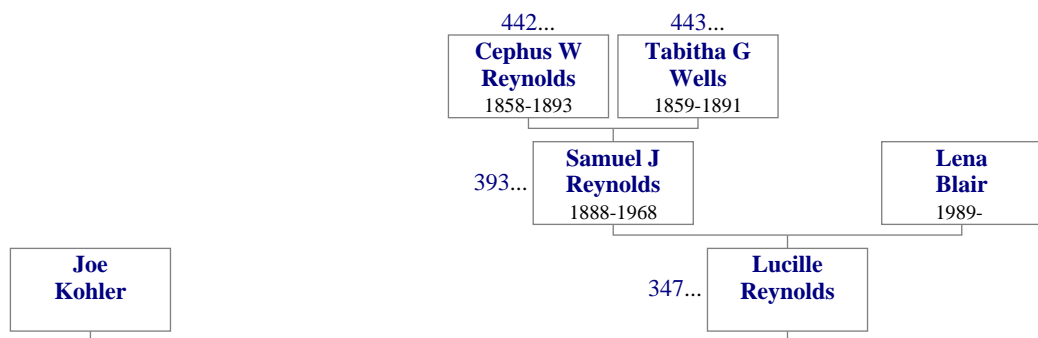 442...
443...
Cephus W
Reynolds
1858-1893
Tabitha G
Wells
1859-1891
393...
Samuel J
Reynolds
1888-1968
Lena
Blair
1989-
Joe
Kohler
347...
Lucille
Reynolds